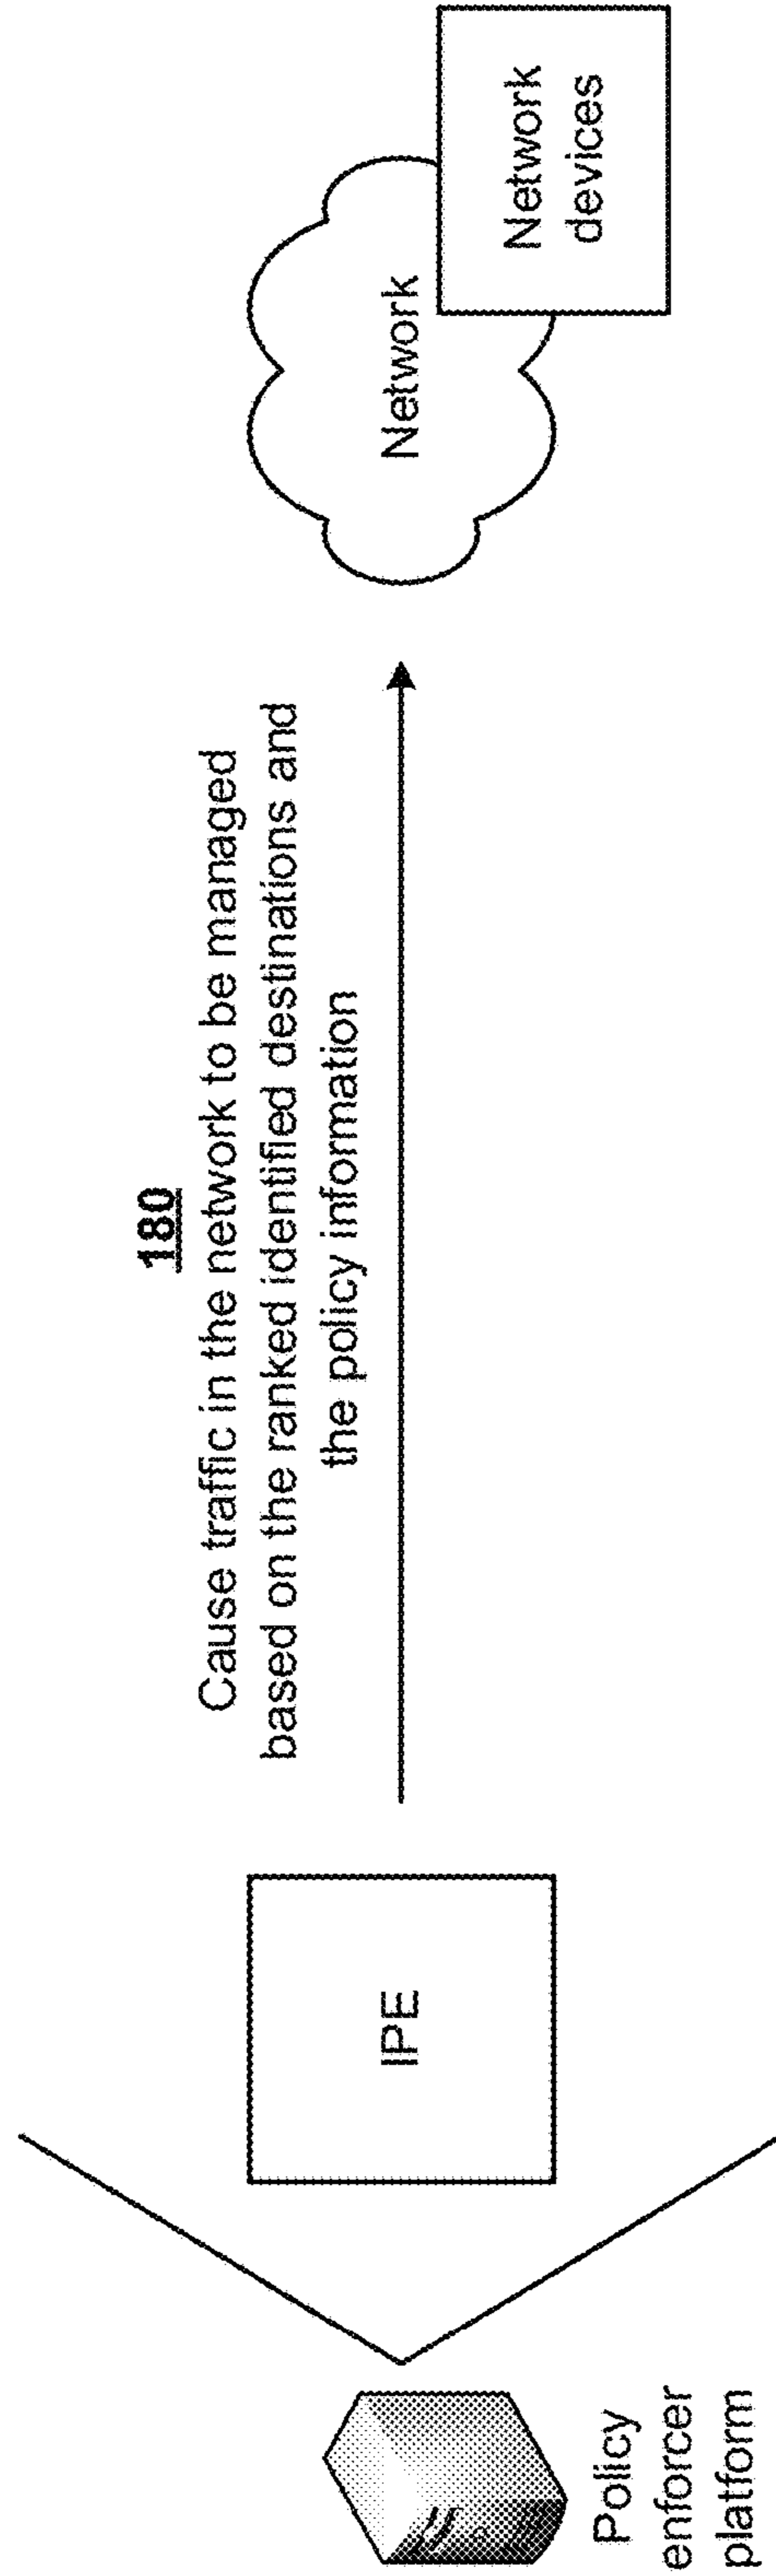 180
Cause traffic in the network to be managed
based on the ranked identified destinations and
the policy information
Policy
enforcer
platform
IPE
Network
Network
devices